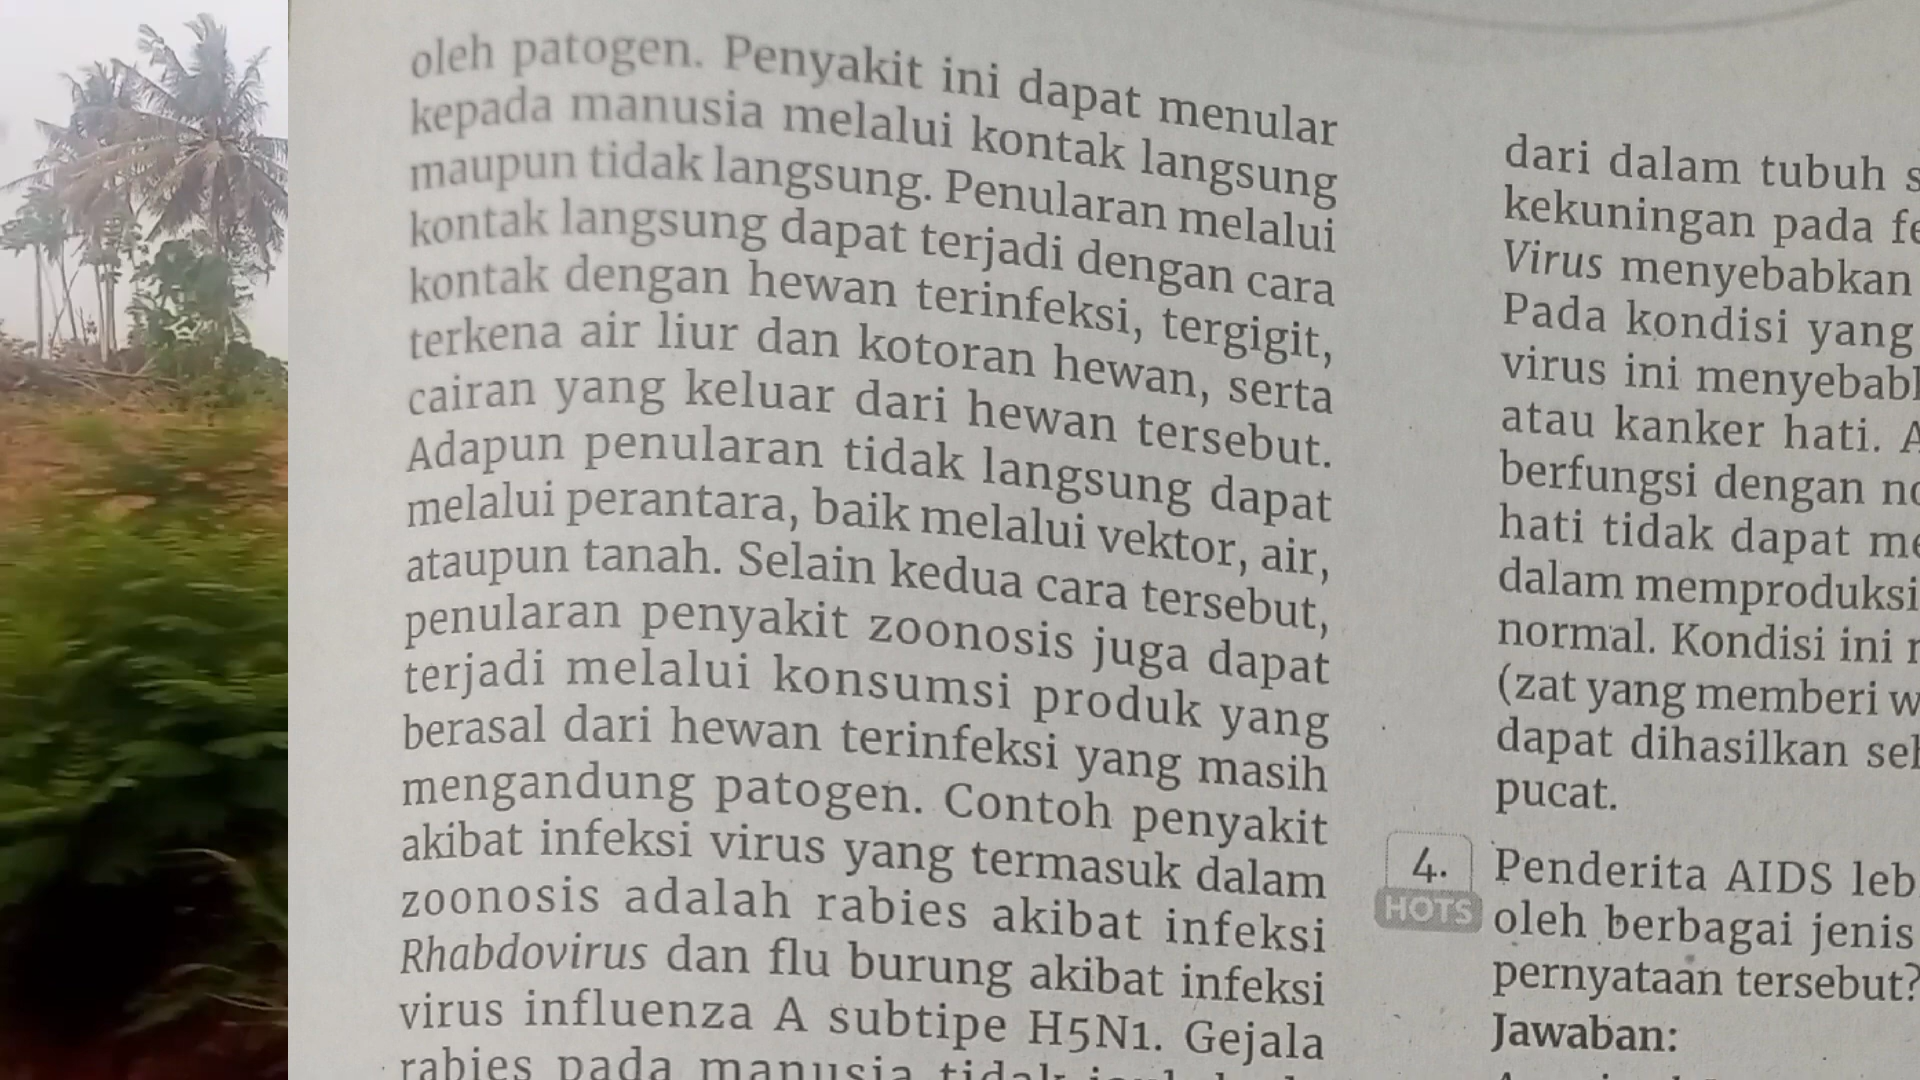 oleh patogen. Penyakit ini dapat menular
kepada manusia melalui kontak langsung
maupun tidak langsung. Penularan melalui
kontak langsung dapat terjadi dengan cara
kontak dengan hewan terinfeksi, tergigit,
terkena air liur dan kotoran hewan, serta
cairan yang keluar dari hewan tersebut.
Adapun penularan tidak langsung dapat
melalui perantara, baik melalui vektor, air,
ataupun tanah. Selain kedua cara tersebut,
penularan penyakit zoonosis juga dapat
terjadi melalui konsumsi produk yang
berasal dari hewan terinfeksi yang masih
mengandung patogen. Contoh penyakit
akibat infeksi virus yang termasuk dalam
zoonosis adalah rabies akibat infeksi
Rhabdovirus dan flu burung akibat infeksi
virus influenza A subtipe H5N1. Gejala
rabies pada manusia tidak
dari dalam tubuh
kekuningan pada
Virus menyebabkan
Pada kondisi yang
virus ini
atau kanker hati.
berfungsi dengan
hati tidak dapat
dalam memproduksi
normal. Kondisi ini
(zat yang memberi
dapat dihasilkan
pucat.
4. Penderita AIDS
HOTS oleh berbagai jenis
pernyataan tersebut?
Jawaban: